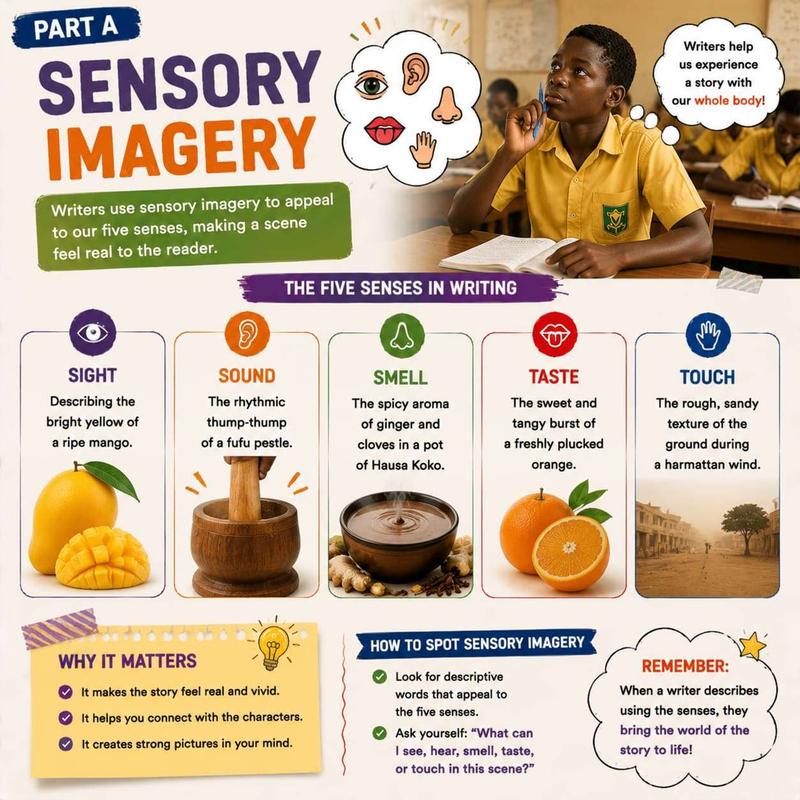 PART A
SENSORY
IMAGERY
Writers use sensory imagery to appeal
to our five senses, making a scene
feel real to the reader.
Writers help
us experience
a story with
our whole body!
THE FIVE SENSES IN WRITING
SIGHT
Describing the
bright yellow of
a ripe mango.
SOUND
The rhythmic
thump-thump
of a fufu pestle.
SMELL
The spicy aroma
of ginger and
cloves in a pot
of Hausa Koko.
TASTE
The sweet and
tangy burst of
a freshly plucked
orange.
TOUCH
The rough, sandy
texture of the
ground during
a harmattan wind.
WHY IT MATTERS
It makes the story feel real and vivid.
It helps you connect with the characters.
It creates strong pictures in your mind.
HOW TO SPOT SENSORY IMAGERY
Look for descriptive
words that appeal to
the five senses.
Ask yourself: “What can
I see, hear, smell, taste,
or touch in this scene?”
REMEMBER:
When a writer describes
using the senses, they
bring the world of the
story to life!